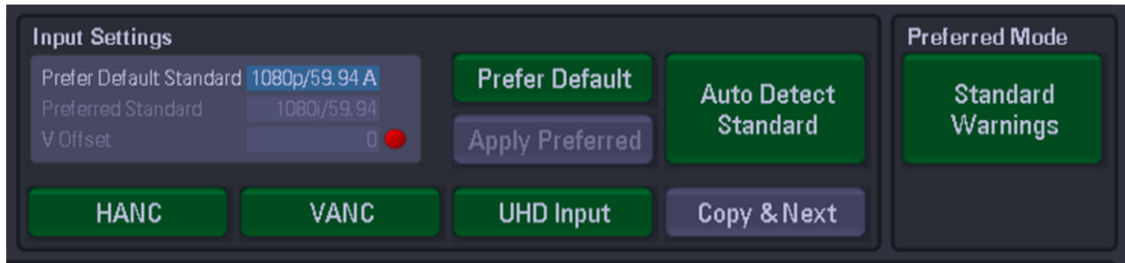 Input Settings
Prefer Default Standard 1080p/59.94 A
Preferred Standard 1080i/59.94
V Offset 0
Prefer Default
Apply Preferred
Auto Detect
Standard
HANC
VANC
UHD Input
Copy & Next
Preferred Mode
Standard
Warnings